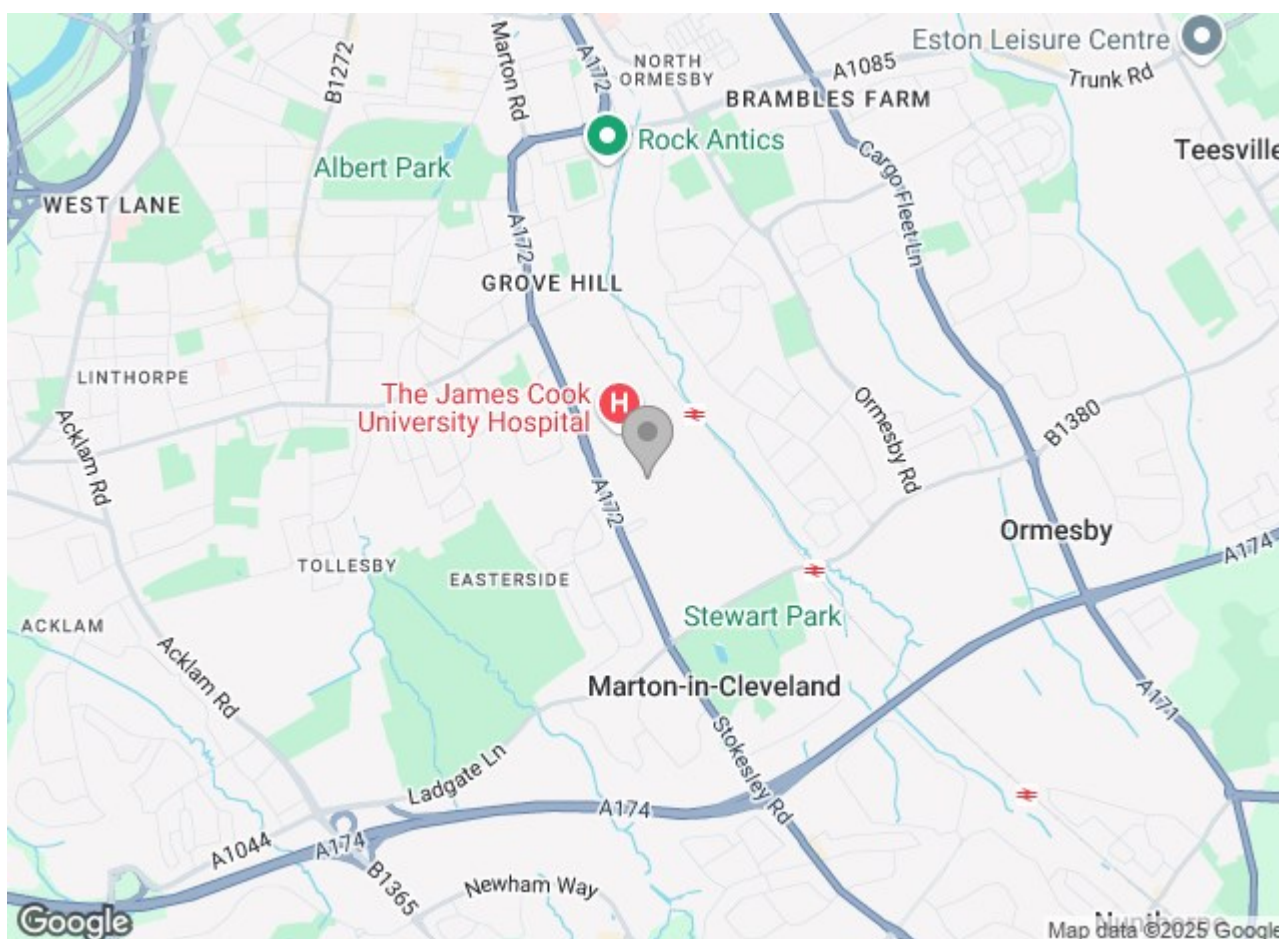 Eston Leisure Centre
Trunk Rd
A1085
NORTH
ORMESBY
A172
Marton Rd
B1272
BRAMBLES FARM
Rock Antics
Teesville
Albert Park
Cargo Fleet Ln
WEST LANE
A172
GROVE HILL
LINTHORPE
The James Cook
University Hospital
H
Ormesby Rd
B1380
Acklam Rd
A172
Ormesby
A174
TOLLESBY
EASTERSIDE
Stewart Park
ACKLAM
Acklam Rd
Marton-in-Cleveland
A171
Stokesley Rd
Ladgate Ln
A174
A1044
A174
B1365
Newham Way
Google
Map data ©2025 Google